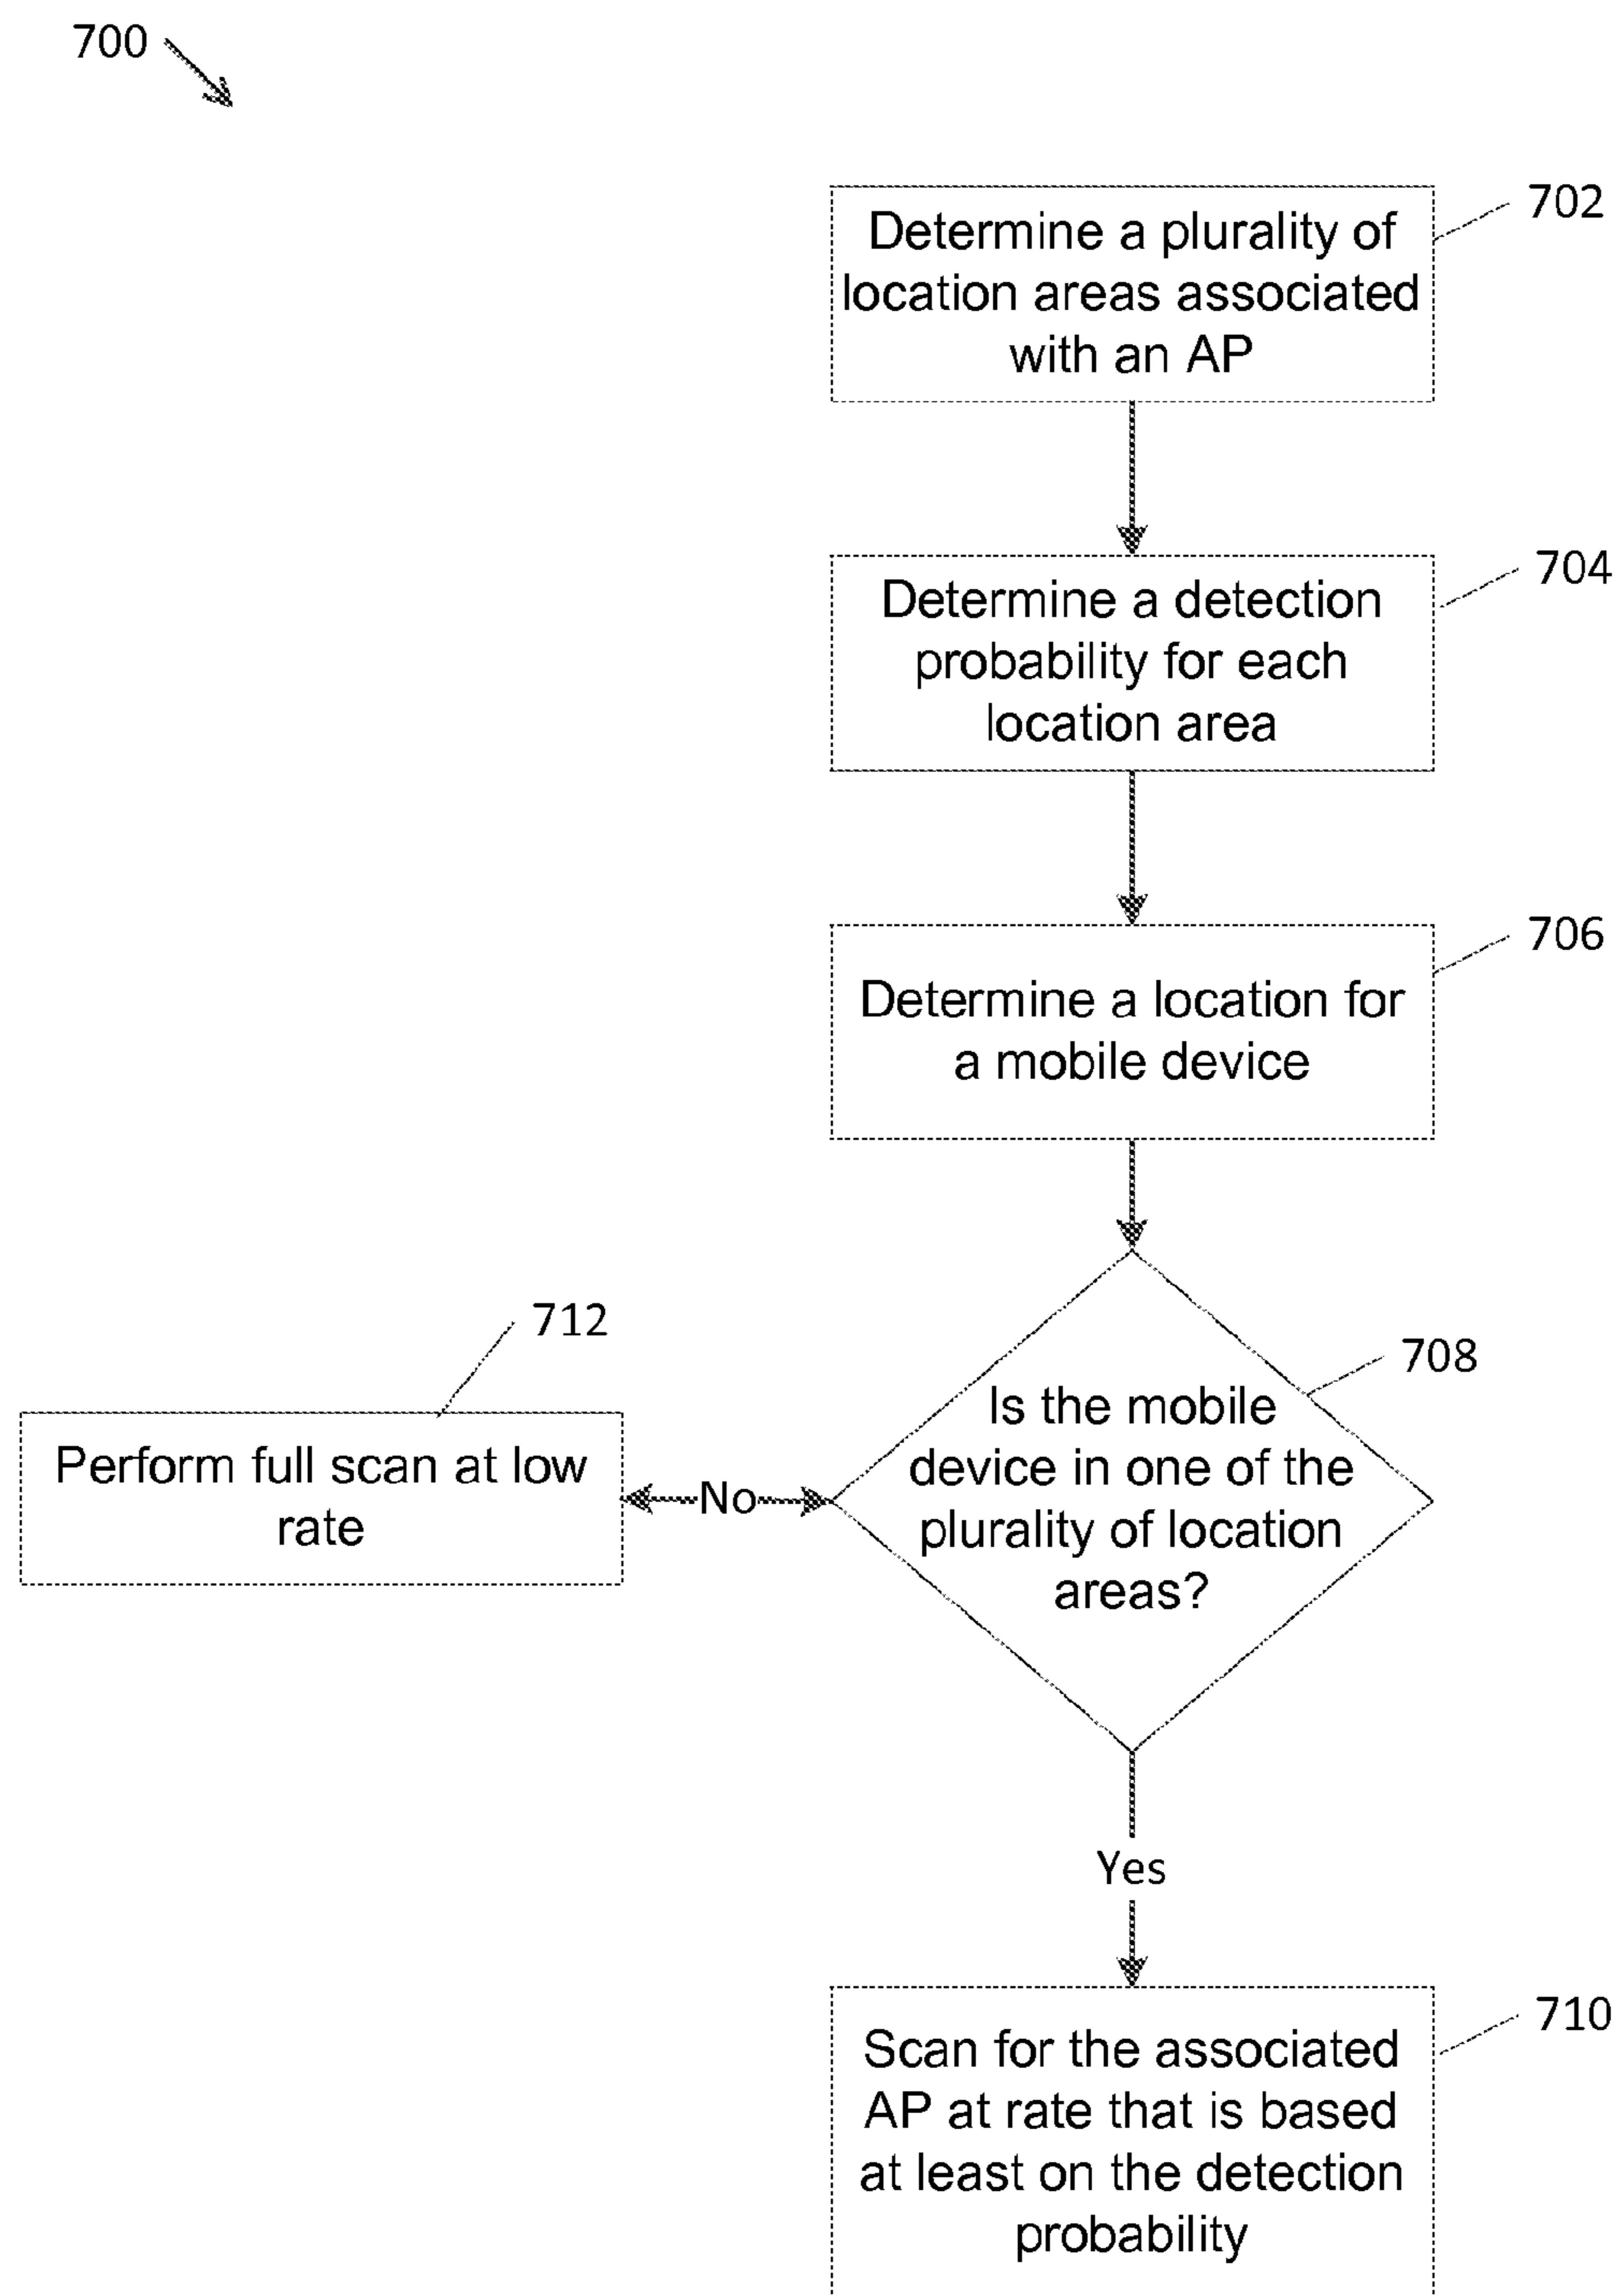 700
702
Determine a plurality of
location areas associated
with an AP
704
Determine a detection
probability for each
location area
706
Determine a location for
a mobile device
712
708
Is the mobile
device in one of the
plurality of location
areas?
Perform full scan at low
rate
No
Yes
710
Scan for the associated
AP at rate that is based
at least on the detection
probability